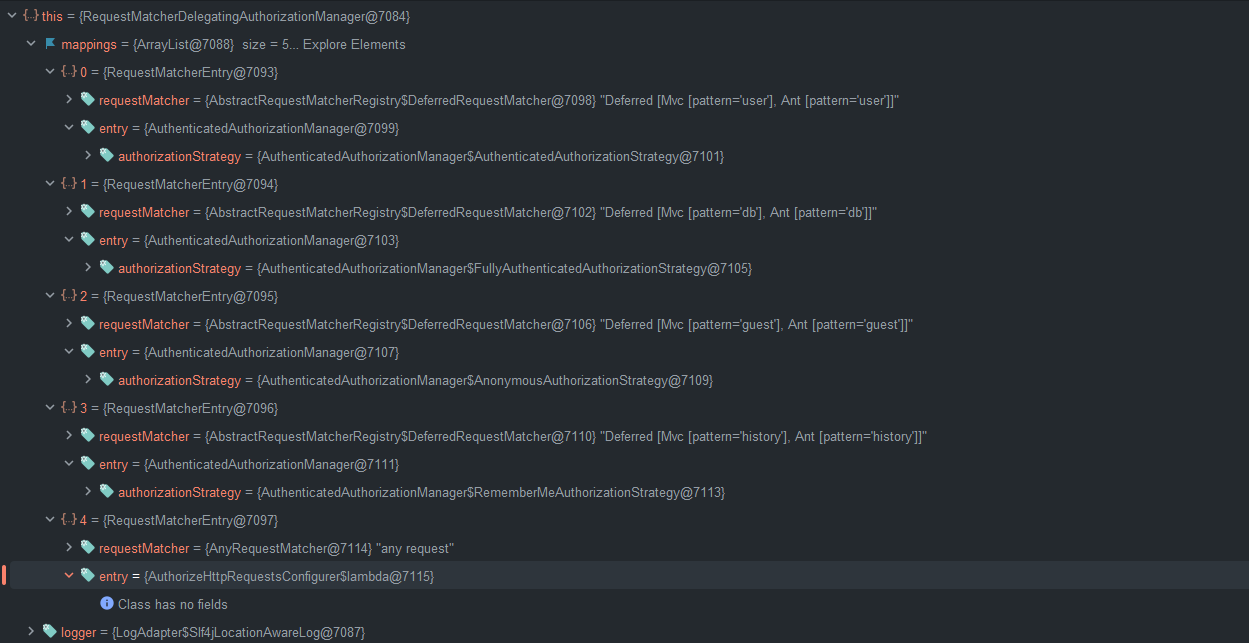 this = {RequestMatcherDelegatingAuthorizationManager@7084}
mappings = {ArrayList@7088} size = 5... Explore Elements
0 = {RequestMatcherEntry@7093}
requestMatcher = {AbstractRequestMatcherRegistry$DeferredRequestMatcher@7098} "Deferred [Mvc [pattern='user'], Ant [pattern='user']]"
entry = {AuthenticatedAuthorizationManager@7099}
authorizationStrategy = {AuthenticatedAuthorizationManager$AuthenticatedAuthorizationStrategy@7101}
1 = {RequestMatcherEntry@7094}
requestMatcher = {AbstractRequestMatcherRegistry$DeferredRequestMatcher@7102} "Deferred [Mvc [pattern='db'], Ant [pattern='db']]"
entry = {AuthenticatedAuthorizationManager@7103}
authorizationStrategy = {AuthenticatedAuthorizationManager$FullyAuthenticatedAuthorizationStrategy@7105}
2 = {RequestMatcherEntry@7095}
requestMatcher = {AbstractRequestMatcherRegistry$DeferredRequestMatcher@7106} "Deferred [Mvc [pattern='guest'], Ant [pattern='guest']]"
entry = {AuthenticatedAuthorizationManager@7107}
authorizationStrategy = {AuthenticatedAuthorizationManager$AnonymousAuthorizationStrategy@7109}
3 = {RequestMatcherEntry@7096}
requestMatcher = {AbstractRequestMatcherRegistry$DeferredRequestMatcher@7110} "Deferred [Mvc [pattern='history'], Ant [pattern='history']]"
entry = {AuthenticatedAuthorizationManager@7111}
authorizationStrategy = {AuthenticatedAuthorizationManager$RememberMeAuthorizationStrategy@7113}
4 = {RequestMatcherEntry@7097}
requestMatcher = {AnyRequestMatcher@7114} "any request"
entry = {AuthorizeHttpRequestsConfigurer$lambda@7115}
Class has no fields
logger = {LogAdapter$Slf4jLocationAwareLog@7087}